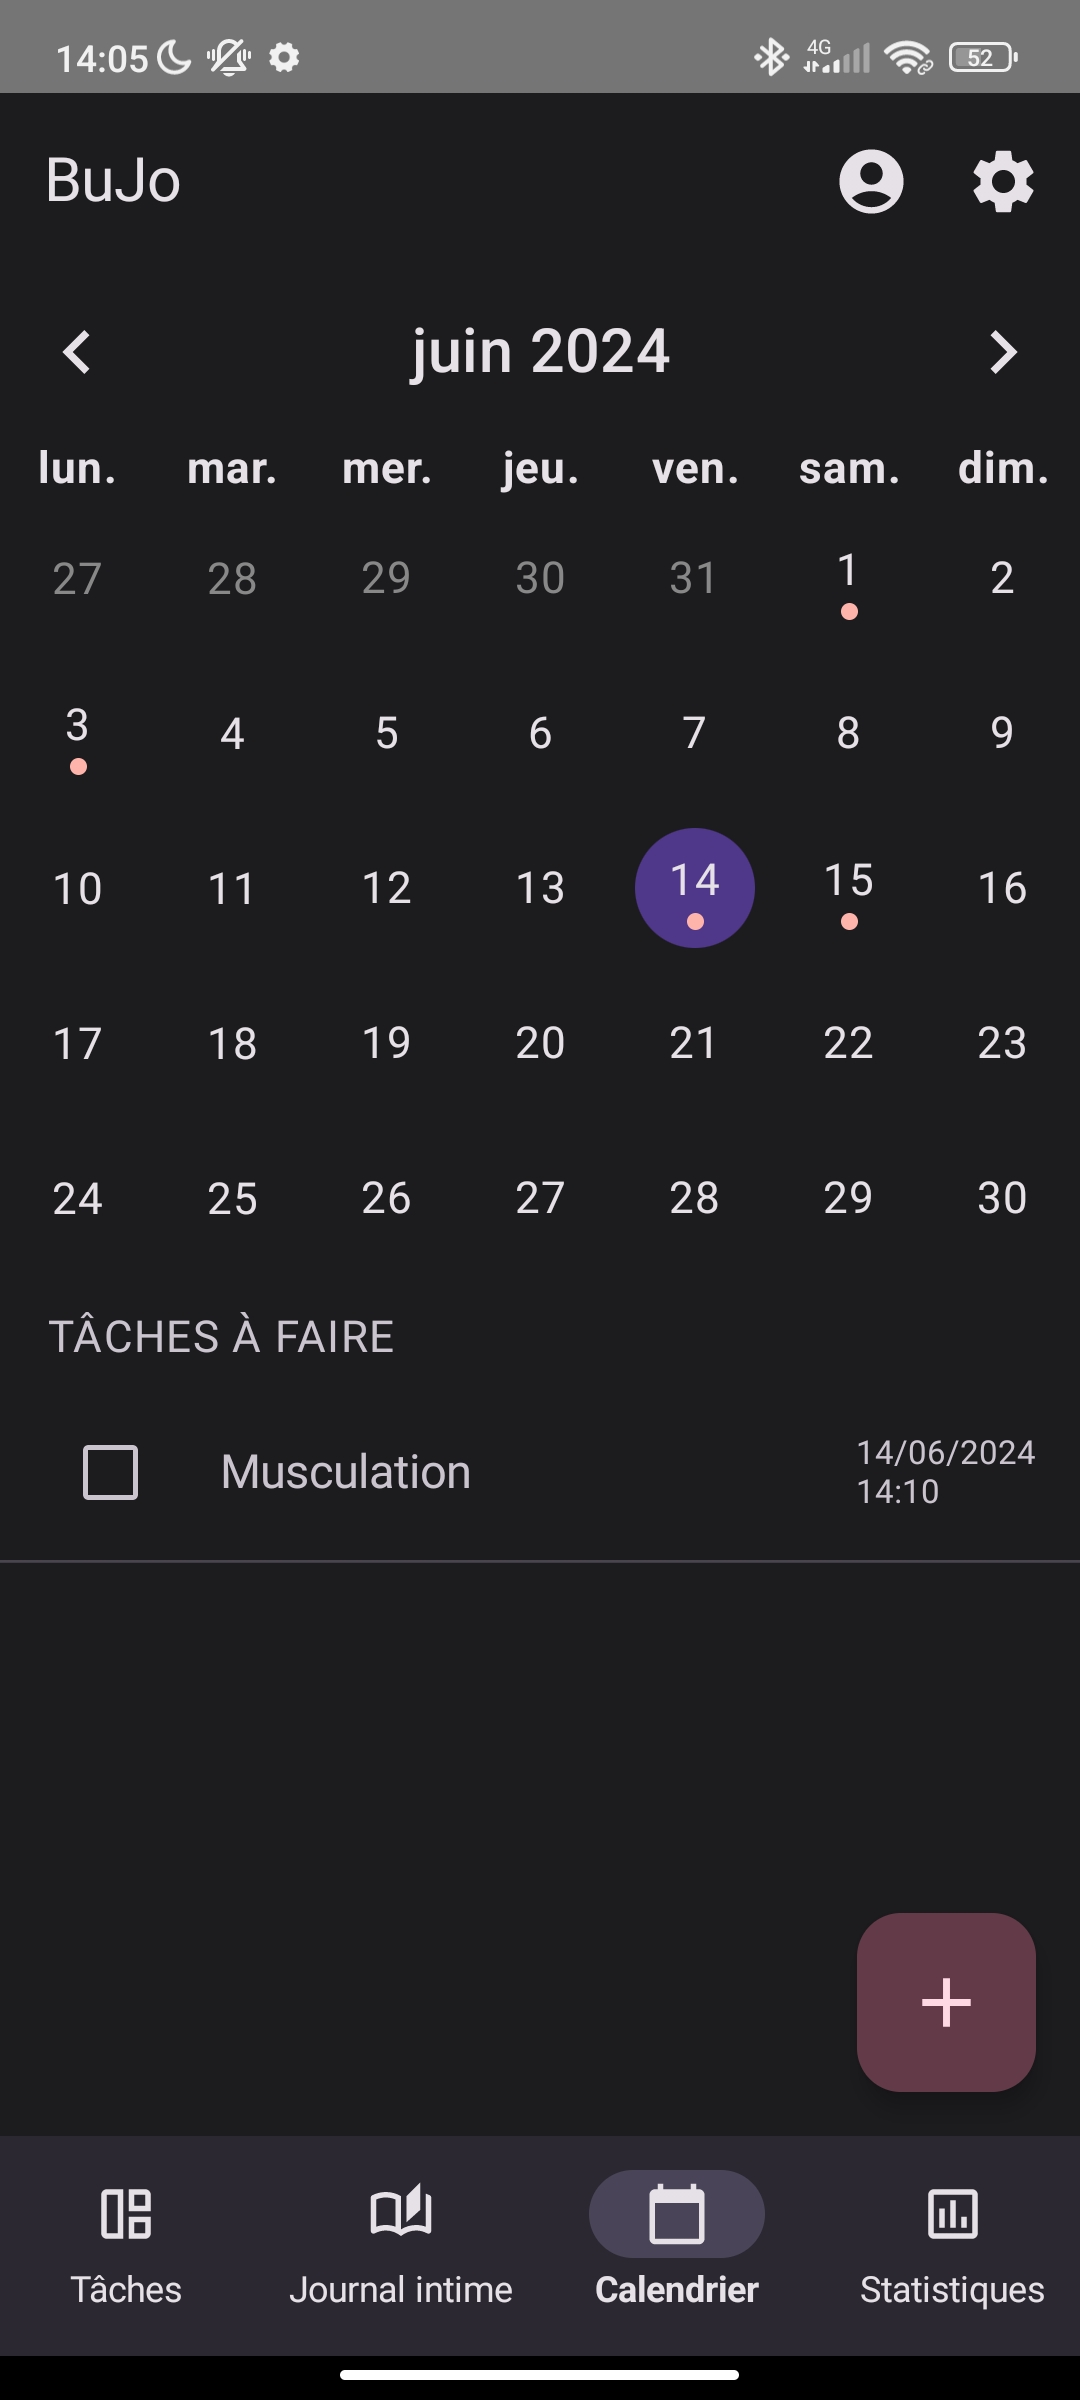 14:05 4G 52
BuJo
juin 2024
lun. mar. mer. jeu. ven. sam. dim.
27 28 29 30 31 1 2
3 4 5 6 7 8 9
10 11 12 13 14 15 16
17 18 19 20 21 22 23
24 25 26 27 28 29 30
TÂCHES À FAIRE
Musculation 14/06/2024
14:10
Tâches Journal intime Calendrier Statistiques